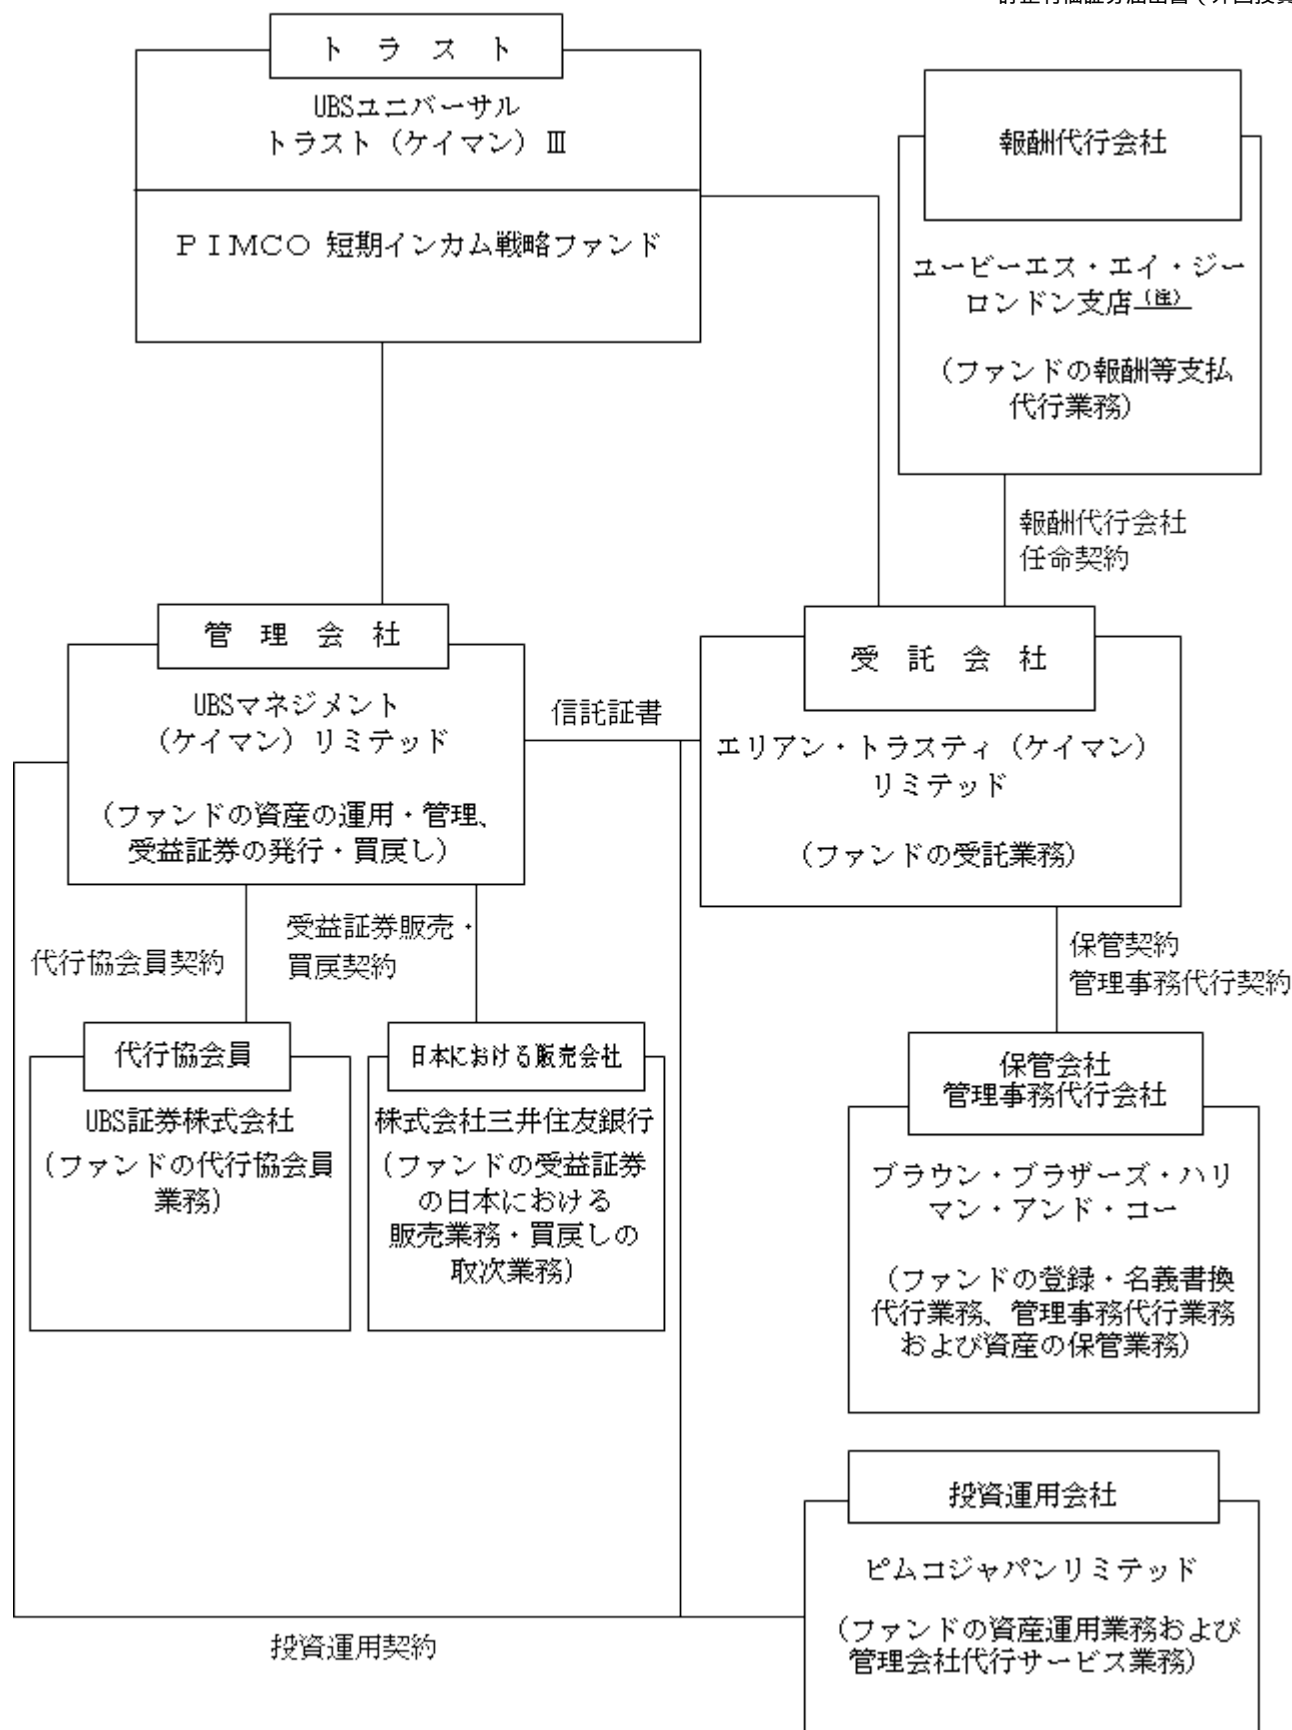 ト ラ ス ト
UBSユニバーサル
トラスト（ケイマン）Ⅲ
ＰＩＭＣＯ 短期インカム戦略ファンド
報酬代行会社
ユービーエス・エイ・ジー
ロンドン支店（注）
（ファンドの報酬等支払
代行業務）
報酬代行会社
任命契約
管 理 会 社
UBSマネジメント
（ケイマン）リミテッド
（ファンドの資産の運用・管理、
受益証券の発行・買戻し）
信託証書
受 託 会 社
エリアン・トラスティ（ケイマン）
リミテッド
（ファンドの受託業務）
代行協会員契約
受益証券販売・
買戻契約
保管契約
管理事務代行契約
代行協会員
UBS証券株式会社
（ファンドの代行協会員
業務）
日本における販売会社
株式会社三井住友銀行
（ファンドの受益証券
の日本における
販売業務・買戻しの
取次業務）
保管会社
管理事務代行会社
ブラウン・ブラザーズ・ハリ
マン・アンド・コー
（ファンドの登録・名義書換
代行業務、管理事務代行業務
および資産の保管業務）
投資運用会社
ピムコジャパンリミテッド
（ファンドの資産運用業務および
管理会社代行サービス業務）
投資運用契約